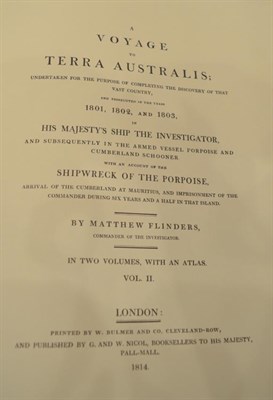 A
VOYAGE
TO
TERRA AUSTRALIS;
UNDERTAKEN FOR THE PURPOSE OF COMPLETING THE DISCOVERY OF THAT
VAST COUNTRY,
AND PROSECUTED IN THE YEARS
1801, 1802, AND 1803,
IN
HIS MAJESTY'S SHIP THE INVESTIGATOR,
AND SUBSEQUENTLY IN THE ARMED VESSEL PORPOISE AND
CUMBERLAND SCHOONER.
WITH AN ACCOUNT OF THE
SHIPWRECK OF THE PORPOISE,
ARRIVAL OF THE CUMBERLAND AT MAURITIUS, AND IMPRISONMENT OF THE
COMMANDER DURING SIX YEARS AND A HALF IN THAT ISLAND.
BY MATTHEW FLINDERS,
COMMANDER OF THE INVESTIGATOR.
IN TWO VOLUMES, WITH AN ATLAS.
VOL. II.
LONDON:
PRINTED BY W. BULMER AND CO. CLEVELAND-ROW,
AND PUBLISHED BY G. AND W. NICOL, BOOKSELLERS TO HIS MAJESTY,
PALL-MALL.
1814.